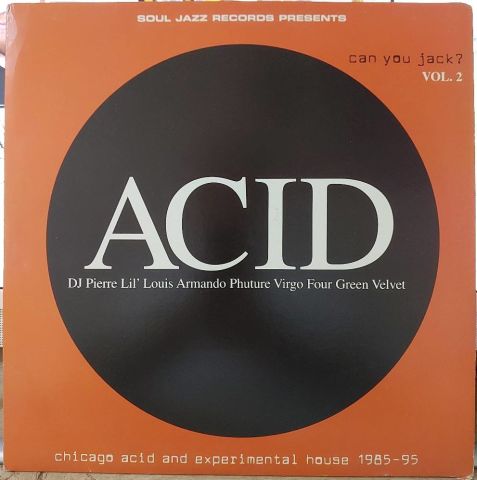 SOUL JAZZ RECORDS PRESENTS
can you jack?
VOL. 2
ACID
DJ Pierre Lil' Louis Armando Phuture Virgo Four Green Velvet
chicago acid and experimental house 1985-95